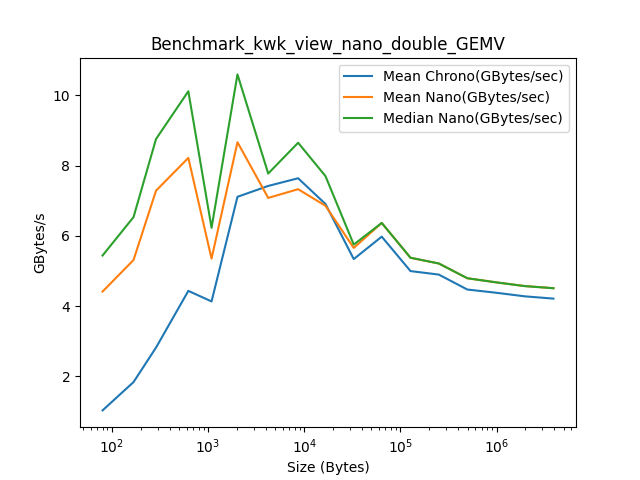 Benchmark_kwk_view_nano_double_GEMV
Mean Chrono(GBytes/sec)
Mean Nano(GBytes/sec)
Median Nano(GBytes/sec)
GBytes/s
10
8
6
4
2
10² 10³ 10⁴ 10⁵ 10⁶
Size (Bytes)